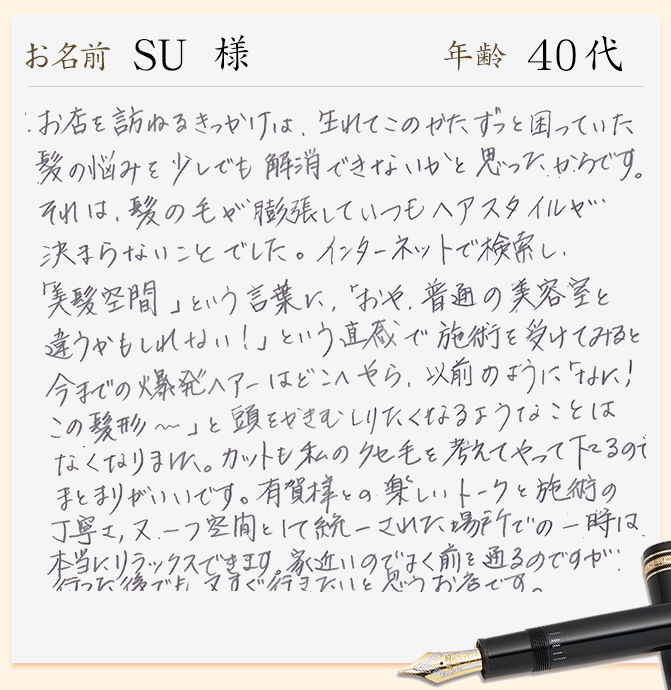 お名前 SU 様 年齢 40代
お店を訪ねるきっかけは、生れてこのかたずっと困っていた
髪の悩みを少しでも解消できないかと思ったからです。
それは、髪の毛が膨張していつもヘアスタイルが
決まらないことでした。インターネットで検索し、
「美髪空間」という言葉に、「おや、普通の美容室と
違うかもしれない!」という直感で施術を受けてみると
今までの爆発ヘアーはどこへやら、以前のように「なに!
この髪形〜」と頭をかきむしりたくなるようなことは
なくなりました。カットも私のクセ毛を考えてやって下さるので
まとまりがいいです。有賀様との楽しいトークと施術の
丁寧さ、又、一つ空間として統一された場所での一時は、
本当にリラックスできます。家近いのでよく前を通るのですが、
行った後でも、又すぐ行きたいと思うお店です。